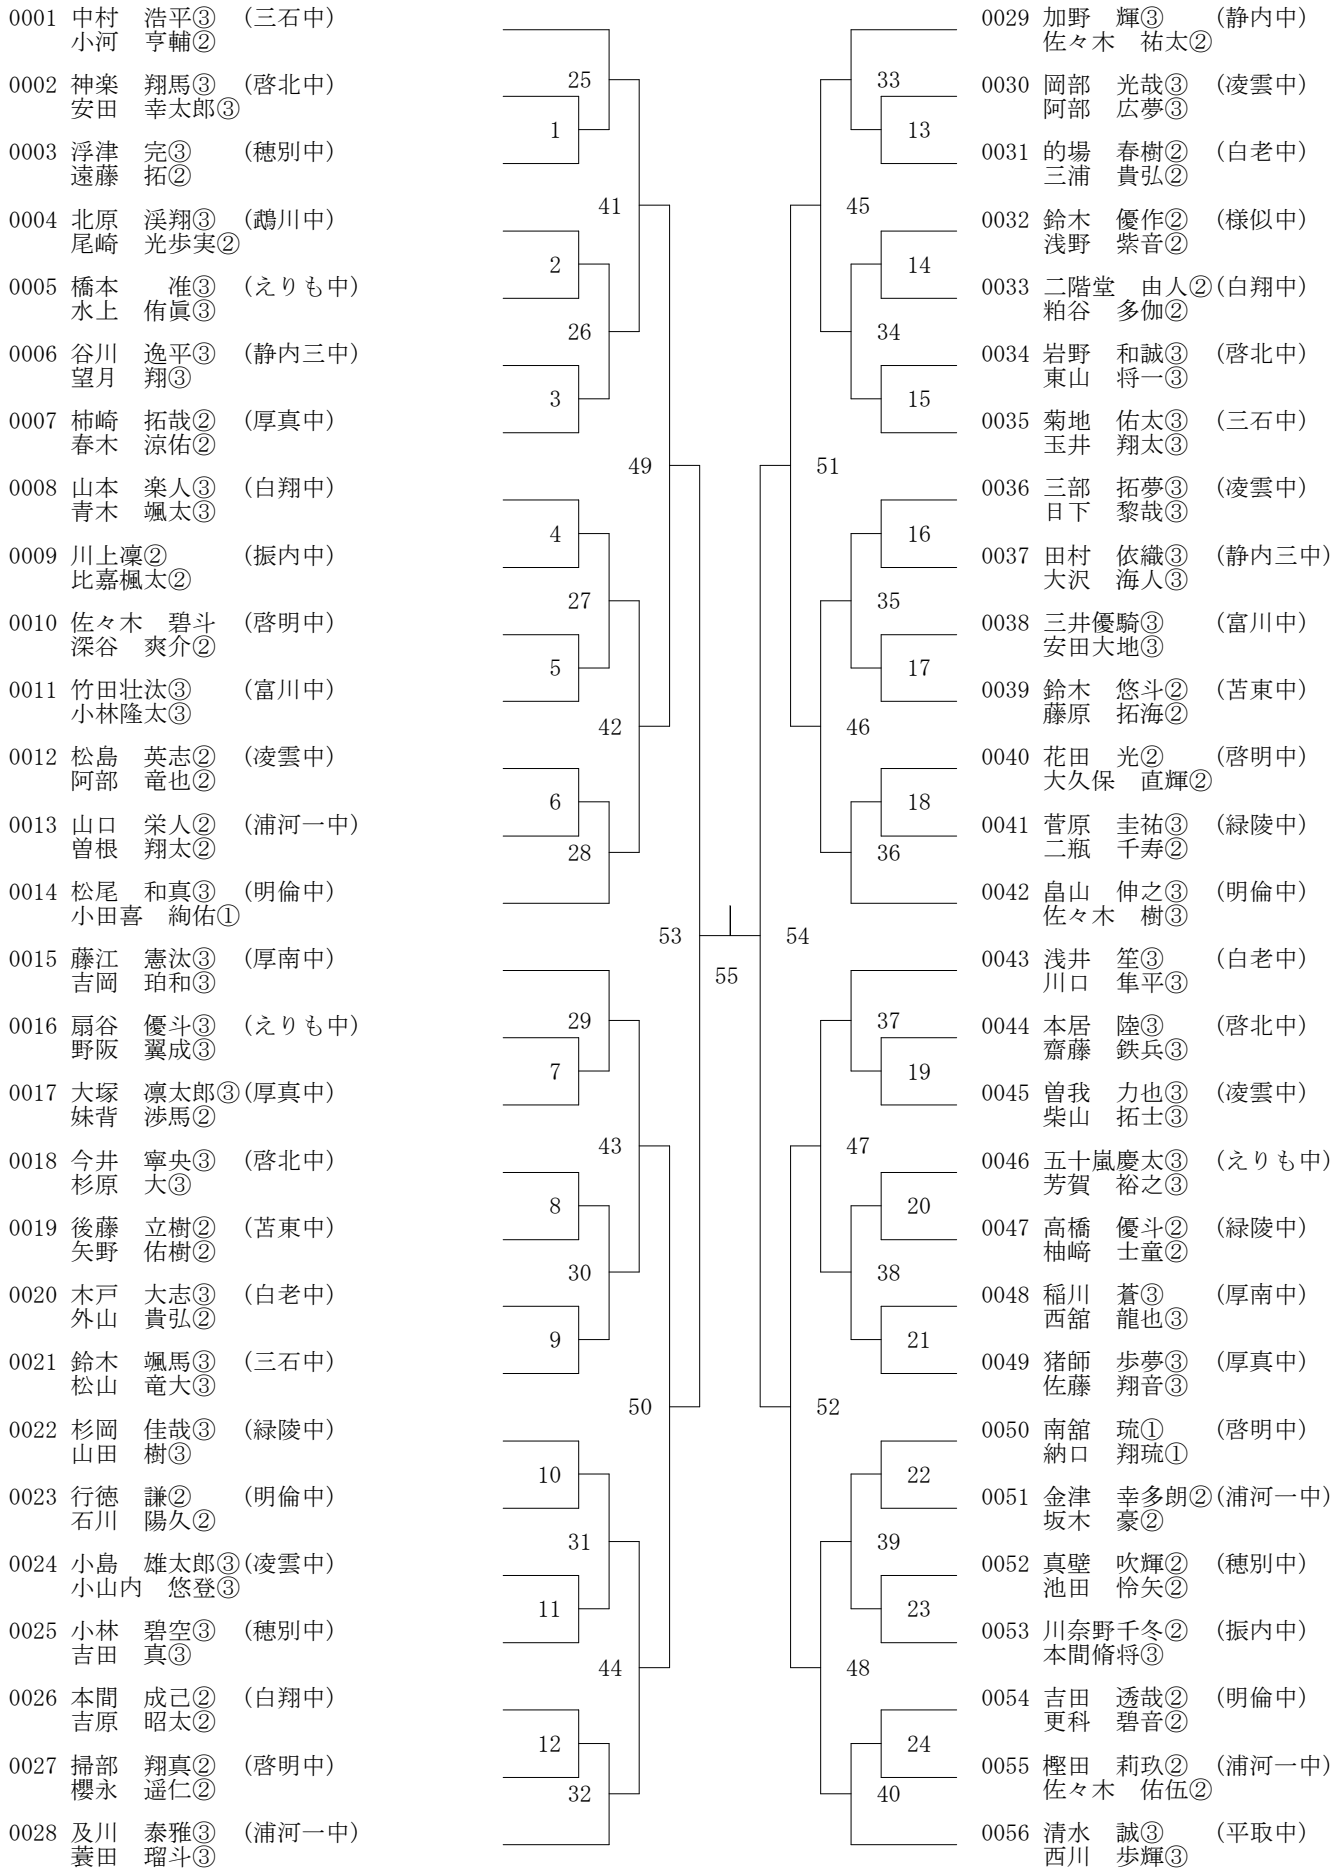 0001 中村　浩平③　(三石中)
小河　亨輔②
0002 神楽　翔馬③　(啓北中)
安田　幸太郎③
0003 浮津　完③　(穂別中)
遠藤　拓②
0004 北原　渓翔③　(鵡川中)
尾崎　光歩実②
0005 橋本　准③　(えりも中)
水上　侑眞③
0006 谷川　逸平③　(静内三中)
望月　翔③
0007 柿崎　拓哉②　(厚真中)
春木　涼佑②
0008 山本　楽人③　(白翔中)
青木　颯太③
0009 川上凜②　(振内中)
比嘉楓太②
0010 佐々木　碧斗　(啓明中)
深谷　爽介②
0011 竹田壮汰③　(富川中)
小林隆太③
0012 松島　英志②　(凌雲中)
阿部　竜也②
0013 山口　栄人②　(浦河一中)
曽根　翔太②
0014 松尾　和真③　(明倫中)
小田喜　絢佑①
0015 藤江　憲汰③　(厚南中)
吉岡　珀和③
0016 扇谷　優斗③　(えりも中)
野阪　翼成③
0017 大塚　凛太郎③(厚真中)
妹背　渉馬②
0018 今井　寧央③　(啓北中)
杉原　大③
0019 後藤　立樹②　(苫東中)
矢野　佑樹②
0020 木戸　大志③　(白老中)
外山　貴弘②
0021 鈴木　颯馬③　(三石中)
松山　竜大③
0022 杉岡　佳哉③　(緑陵中)
山田　樹③
0023 行徳　謙②　(明倫中)
石川　陽久②
0024 小島　雄太郎③(凌雲中)
小山内　悠登③
0025 小林　碧空③　(穂別中)
吉田　真③
0026 本間　成己②　(白翔中)
吉原　昭太②
0027 掃部　翔真②　(啓明中)
櫻永　遥仁②
0028 及川　泰雅③　(浦河一中)
蓑田　瑠斗③
25
1
41
2
26
3
49
4
27
5
42
6
28
53
29
7
43
8
30
9
50
10
31
11
44
12
32
55
33
13
45
14
34
15
51
16
35
17
46
18
36
54
37
19
47
20
38
21
52
22
39
23
48
24
40
0029 加野　輝③　(静内中)
佐々木　祐太②
0030 岡部　光哉③　(凌雲中)
阿部　広夢③
0031 的場　春樹②　(白老中)
三浦　貴弘②
0032 鈴木　優作②　(様似中)
浅野　紫音②
0033 二階堂　由人②(白翔中)
粕谷　多伽②
0034 岩野　和誠③　(啓北中)
東山　将一③
0035 菊地　佑太③　(三石中)
玉井　翔太③
0036 三部　拓夢③　(凌雲中)
日下　黎哉③
0037 田村　依織③　(静内三中)
大沢　海人③
0038 三井優騎③　(富川中)
安田大地③
0039 鈴木　悠斗②　(苫東中)
藤原　拓海②
0040 花田　光②　(啓明中)
大久保　直輝②
0041 菅原　圭祐③　(緑陵中)
二瓶　千寿②
0042 畠山　伸之③　(明倫中)
佐々木　樹③
0043 浅井　笙③　(白老中)
川口　隼平③
0044 本居　陸③　(啓北中)
齋藤　鉄兵③
0045 曽我　力也③　(凌雲中)
柴山　拓士③
0046 五十嵐慶太③　(えりも中)
芳賀　裕之③
0047 高橋　優斗②　(緑陵中)
柚﨑　士童②
0048 稲川　蒼③　(厚南中)
西舘　龍也③
0049 猪師　歩夢③　(厚真中)
佐藤　翔音③
0050 南舘　琉①　(啓明中)
納口　翔琉①
0051 金津　幸多朗②(浦河一中)
坂木　豪②
0052 真壁　吹輝②　(穂別中)
池田　怜矢②
0053 川奈野千冬②　(振内中)
本間脩将③
0054 吉田　透哉②　(明倫中)
更科　碧音②
0055 樫田　莉玖②　(浦河一中)
佐々木　佑伍②
0056 清水　誠③　(平取中)
西川　歩輝③